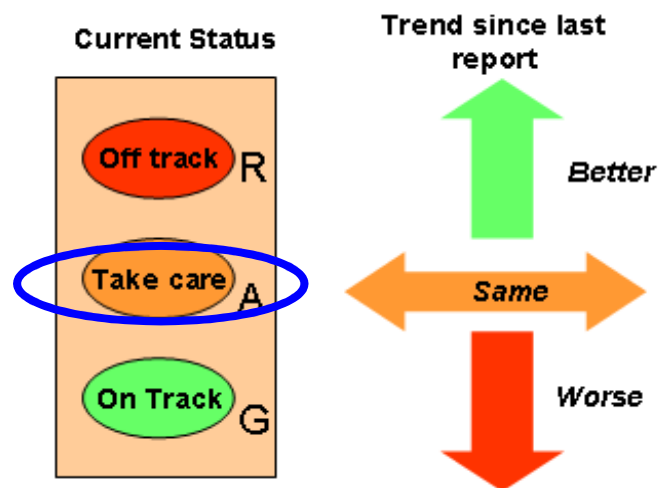 Current Status
Trend since last
report
Off track R
Better
Take care A
Same
On Track G
Worse